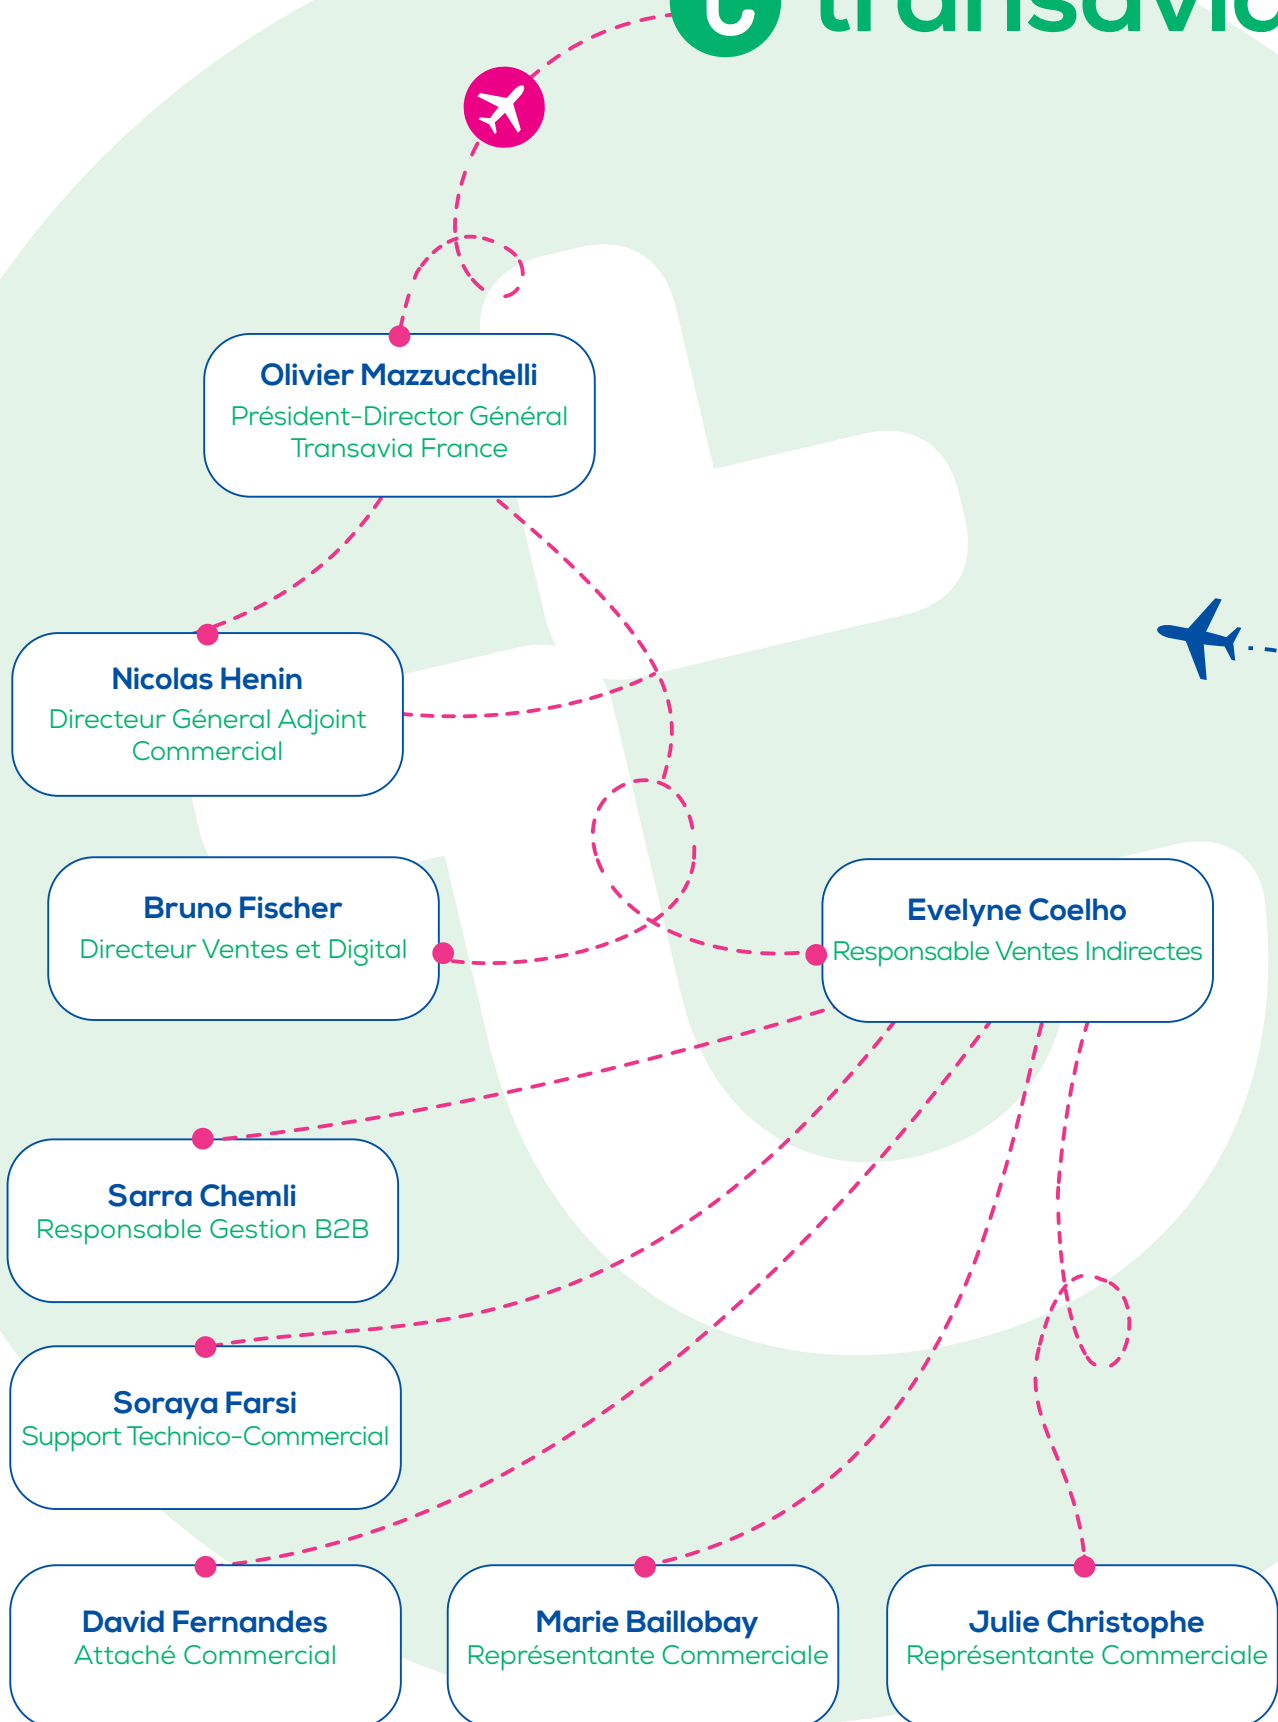 transavia
Olivier Mazzucchelli
Président-Director Général
Transavia France
Nicolas Henin
Directeur Géneral Adjoint
Commercial
Bruno Fischer
Directeur Ventes et Digital
Evelyne Coelho
Responsable Ventes Indirectes
Sarra Chemli
Responsable Gestion B2B
Soraya Farsi
Support Technico-Commercial
David Fernandes
Attaché Commercial
Marie Baillobay
Représentante Commerciale
Julie Christophe
Représentante Commerciale